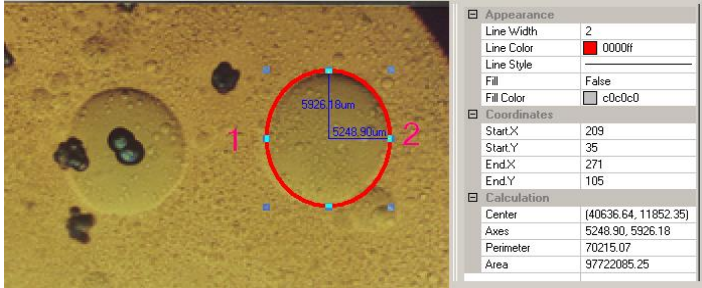 1
2
5926.18um
5248.90um
Appearance
Line Width 2
Line Color 0000ff
Line Style
Fill False
Fill Color c0c0c0
Coordinates
Start.X 209
Start.Y 35
End.X 271
End.Y 105
Calculation
Center (40636.64, 11852.35)
Axes 5248.90, 5926.18
Perimeter 70215.07
Area 97722085.25